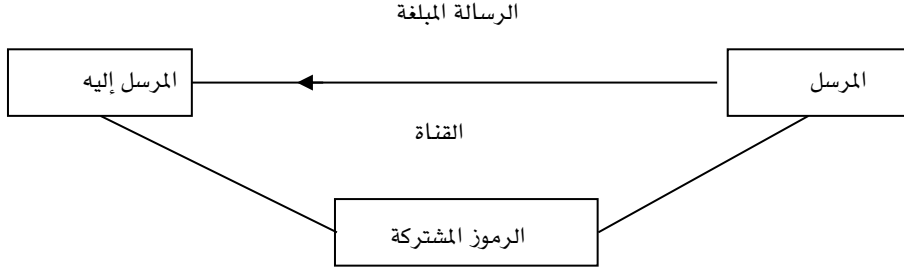 الرسالة المبلغة
المرسل
المرسل إليه
القناة
الرموز المشتركة